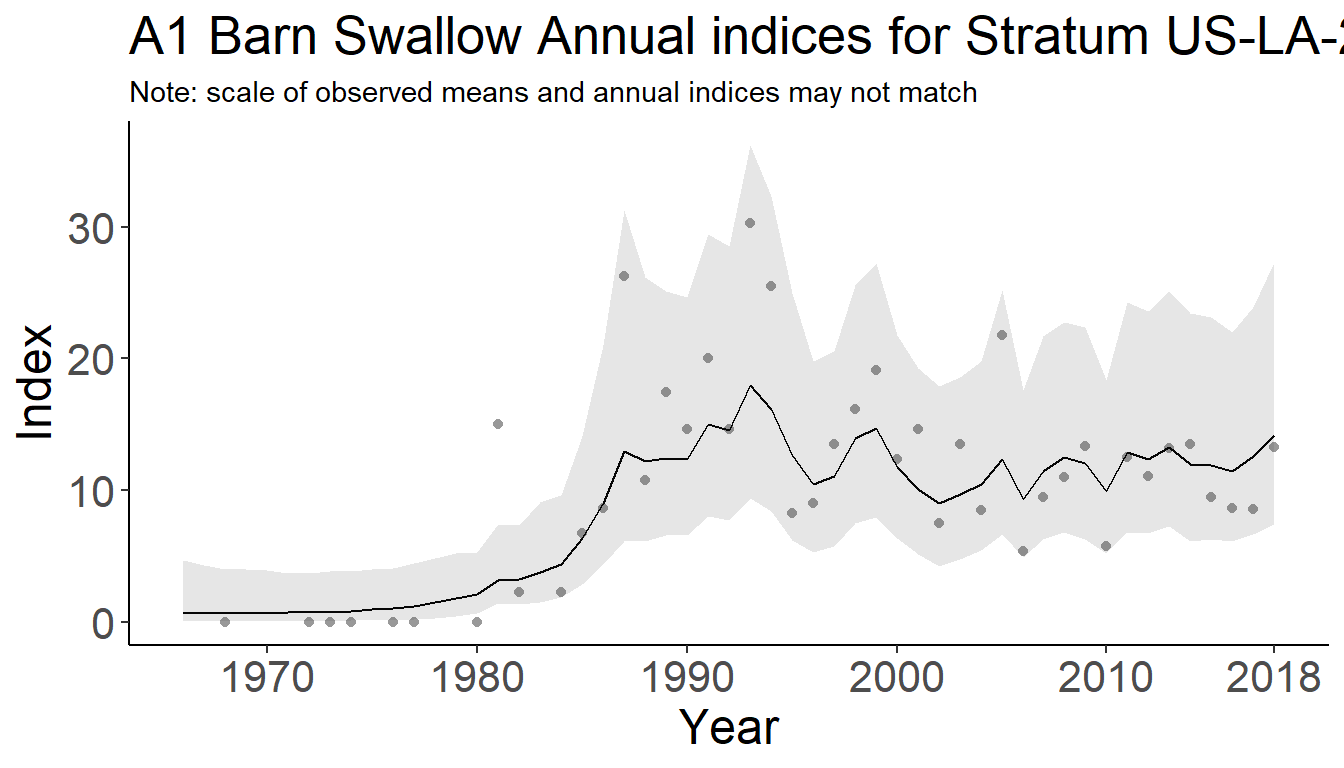 A1 Barn Swallow Annual indices for Stratum US-LA-
Note: scale of observed means and annual indices may not match
30
20
10
0
Index
1970 1980 1990 2000 2010 2018
Year